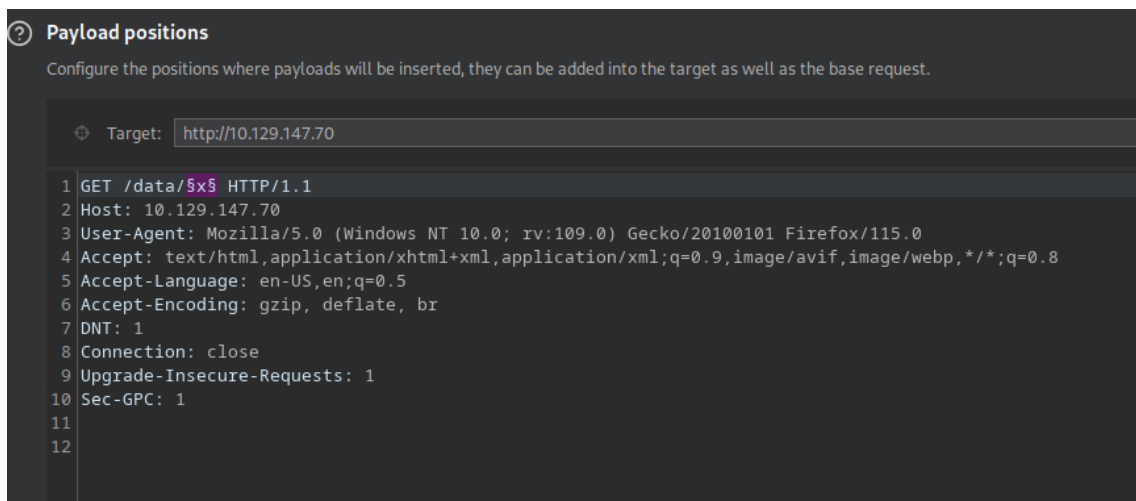 ? Payload positions
Configure the positions where payloads will be inserted, they can be added into the target as well as the base request.
Target: http://10.129.147.70
1 GET /data/§x§ HTTP/1.1
2 Host: 10.129.147.70
3 User-Agent: Mozilla/5.0 (Windows NT 10.0; rv:109.0) Gecko/20100101 Firefox/115.0
4 Accept: text/html,application/xhtml+xml,application/xml;q=0.9,image/avif,image/webp,*/*;q=0.8
5 Accept-Language: en-US,en;q=0.5
6 Accept-Encoding: gzip, deflate, br
7 DNT: 1
8 Connection: close
9 Upgrade-Insecure-Requests: 1
10 Sec-GPC: 1
11
12